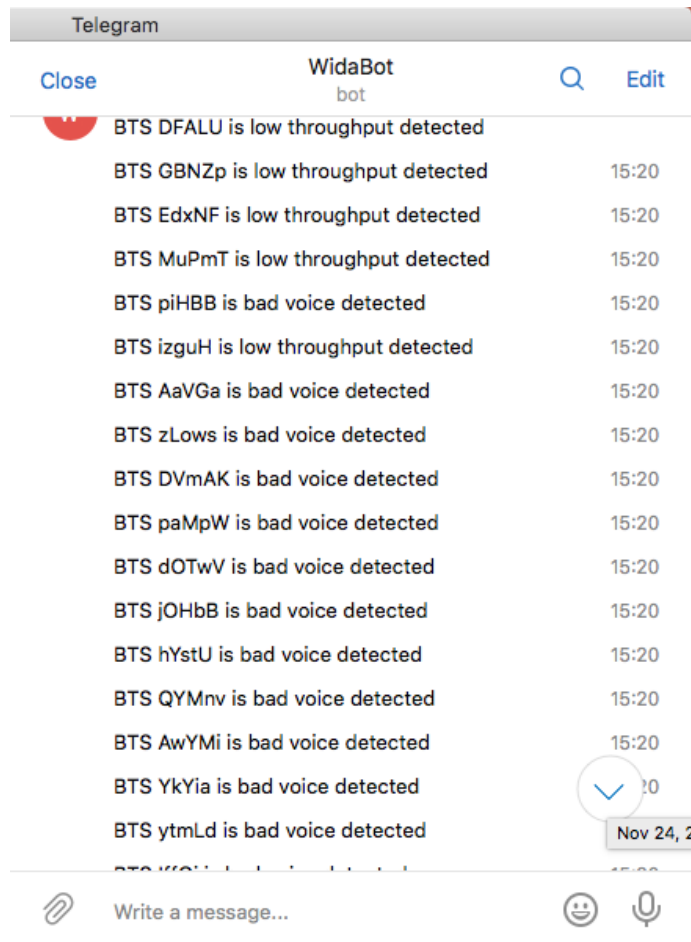 Telegram
Close
WidaBot
Edit
bot
BTS DFALU is low throughput detected
BTS GBNZp is low throughput detected 15:20
BTS EdxNF is low throughput detected 15:20
BTS MuPmT is low throughput detected 15:20
BTS piHBB is bad voice detected 15:20
BTS izguH is low throughput detected 15:20
BTS AaVGa is bad voice detected 15:20
BTS zLows is bad voice detected 15:20
BTS DVmAK is bad voice detected 15:20
BTS paMpW is bad voice detected 15:20
BTS dOTwV is bad voice detected 15:20
BTS jOHbB is bad voice detected 15:20
BTS hYstU is bad voice detected 15:20
BTS QYMnv is bad voice detected 15:20
BTS AwYMi is bad voice detected 15:20
BTS YkYia is bad voice detected
BTS ytmLd is bad voice detected
Nov 24, 2
Write a message...